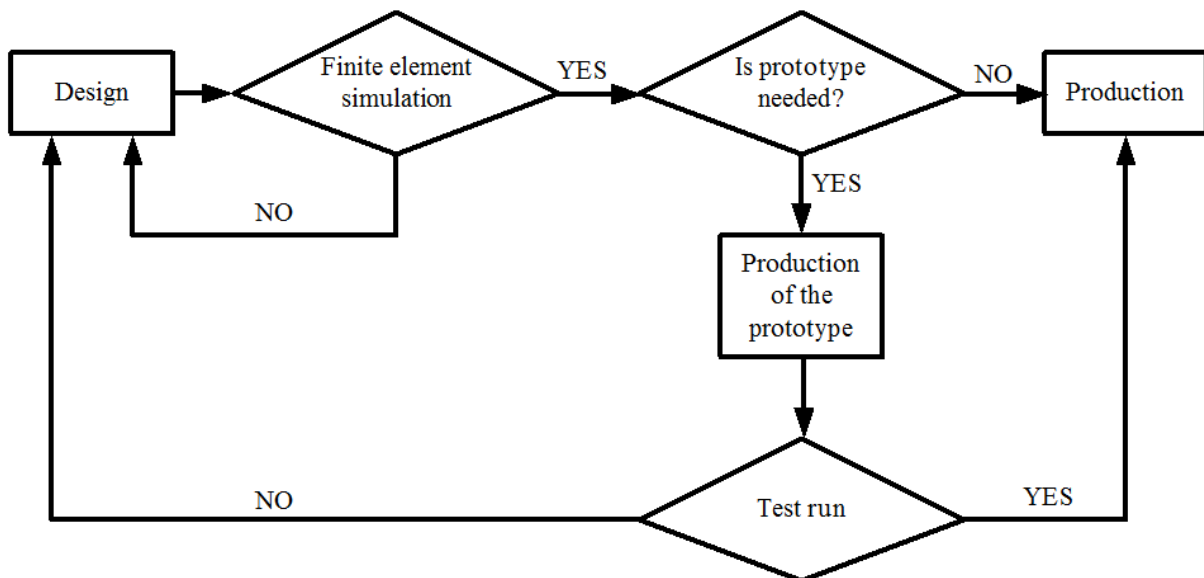 Design
Finite element
simulation
YES
Is prototype
needed?
NO
Production
YES
NO
Production
of the
prototype
NO
Test run
YES